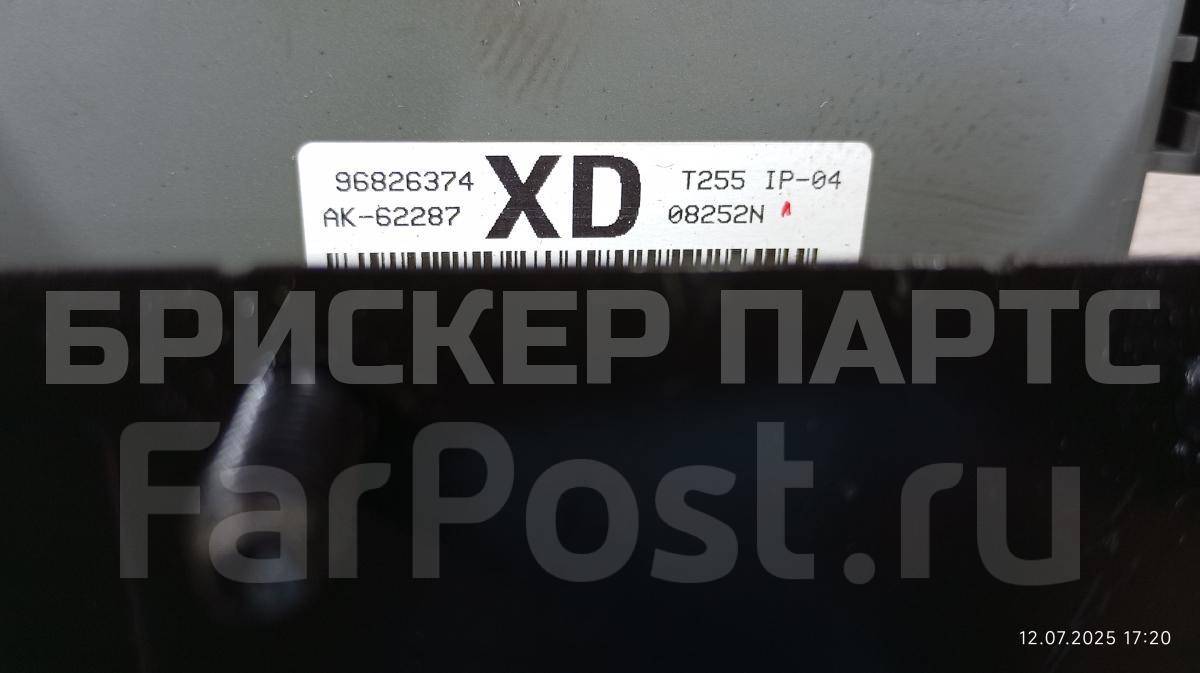 96826374 XD T255 IP-04
AK-62287 08252N
БРИСКЕР ПАРТС
FarPost.ru
12.07.2025 17:20